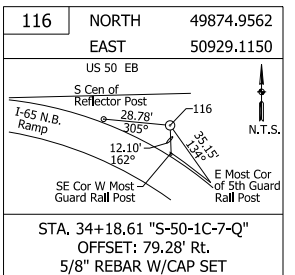 116 NORTH 49874.9562
EAST 50929.1150
US 50 EB
S Cen of
Reflector Post
116
28.78'
305°
I-65 N.B.
Ramp
35.15'
134°
N.T.S.
12.10'
162°
E Most Cor
of 5th Guard
Rail Post
SE Cor W Most
Guard Rail Post
STA. 34+18.61 "S-50-1C-7-Q"
OFFSET: 79.28' Rt.
5/8" REBAR W/CAP SET